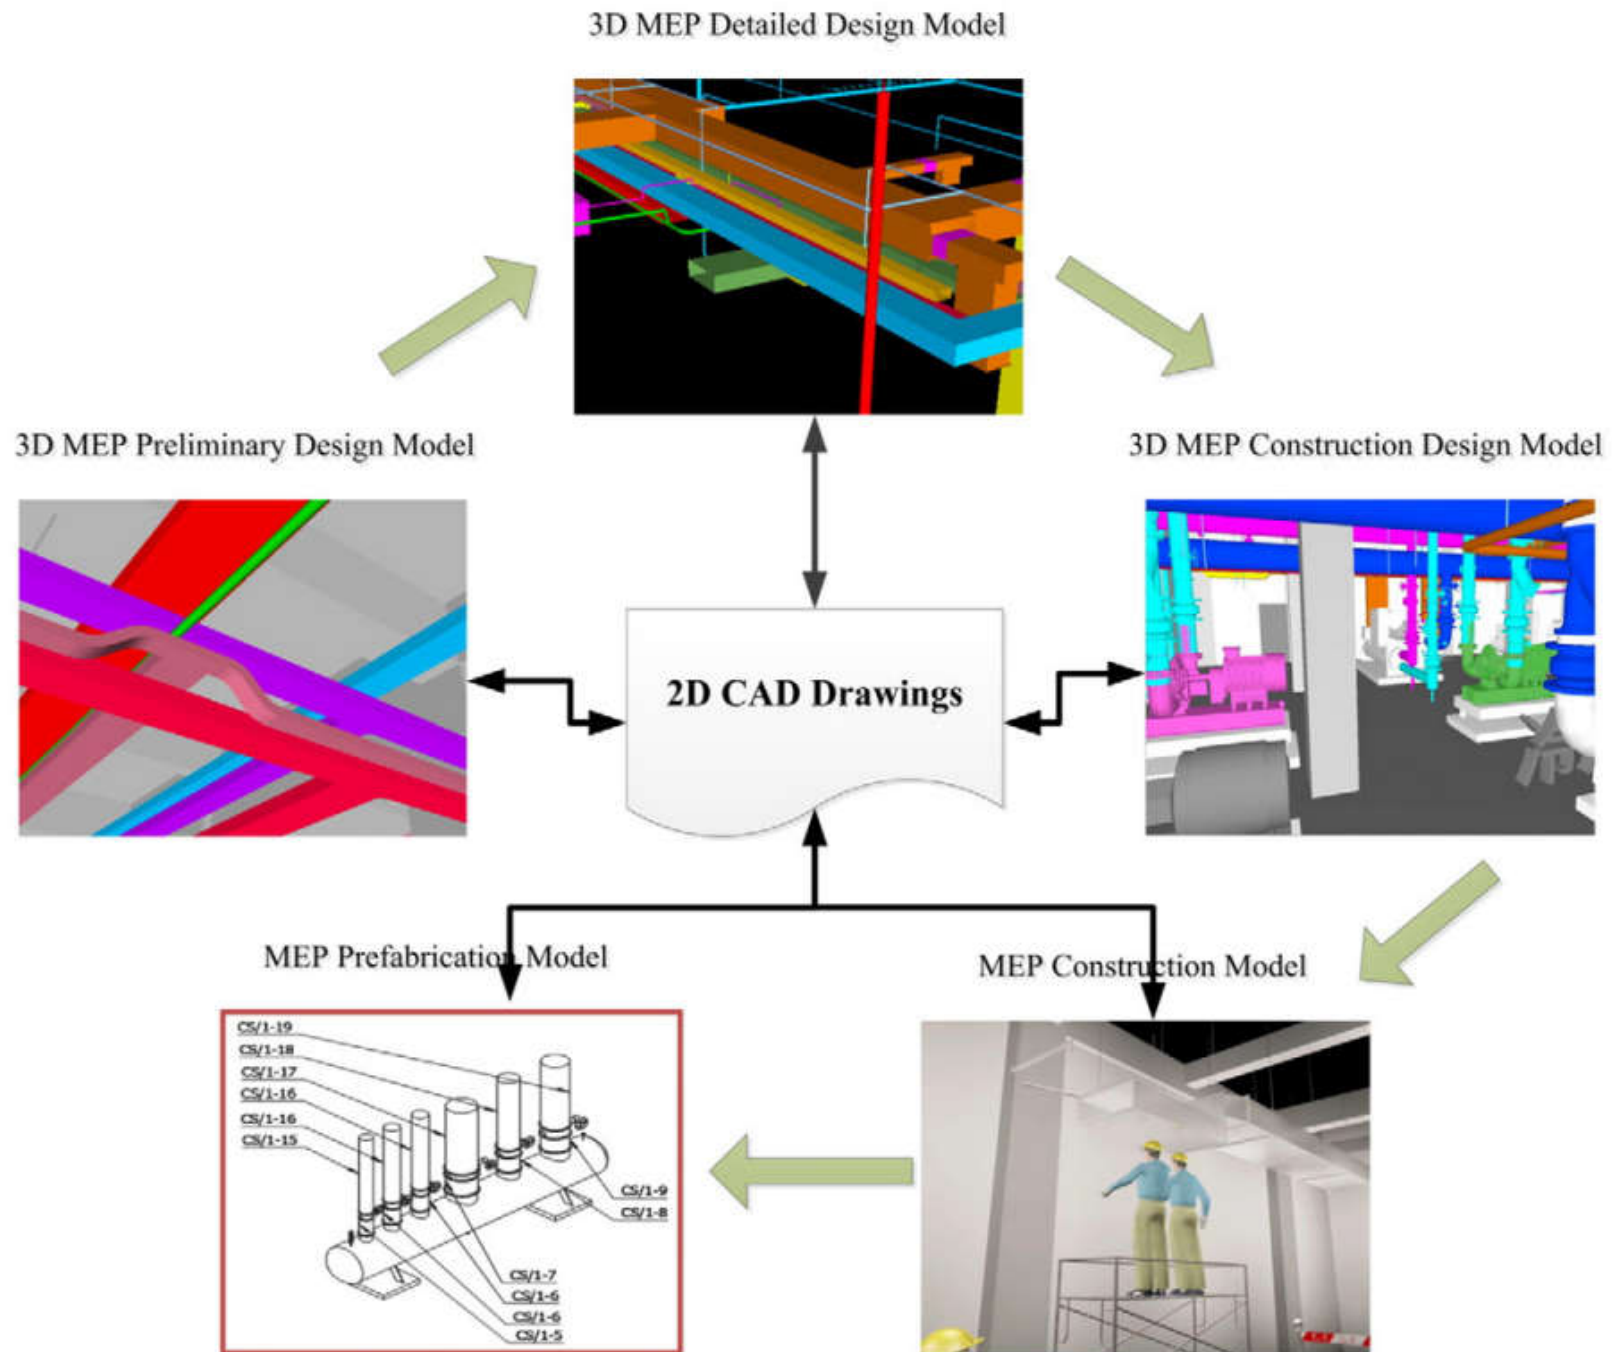 3D MEP Detailed Design Model
3D MEP Preliminary Design Model
3D MEP Construction Design Model
2D CAD Drawings
MEP Prefabrication Model
MEP Construction Model
CS/1-19
CS/1-18
CS/1-17
CS/1-16
CS/1-16
CS/1-15
CS/1-9
CS/1-8
CS/1-7
CS/1-6
CS/1-6
CS/1-5